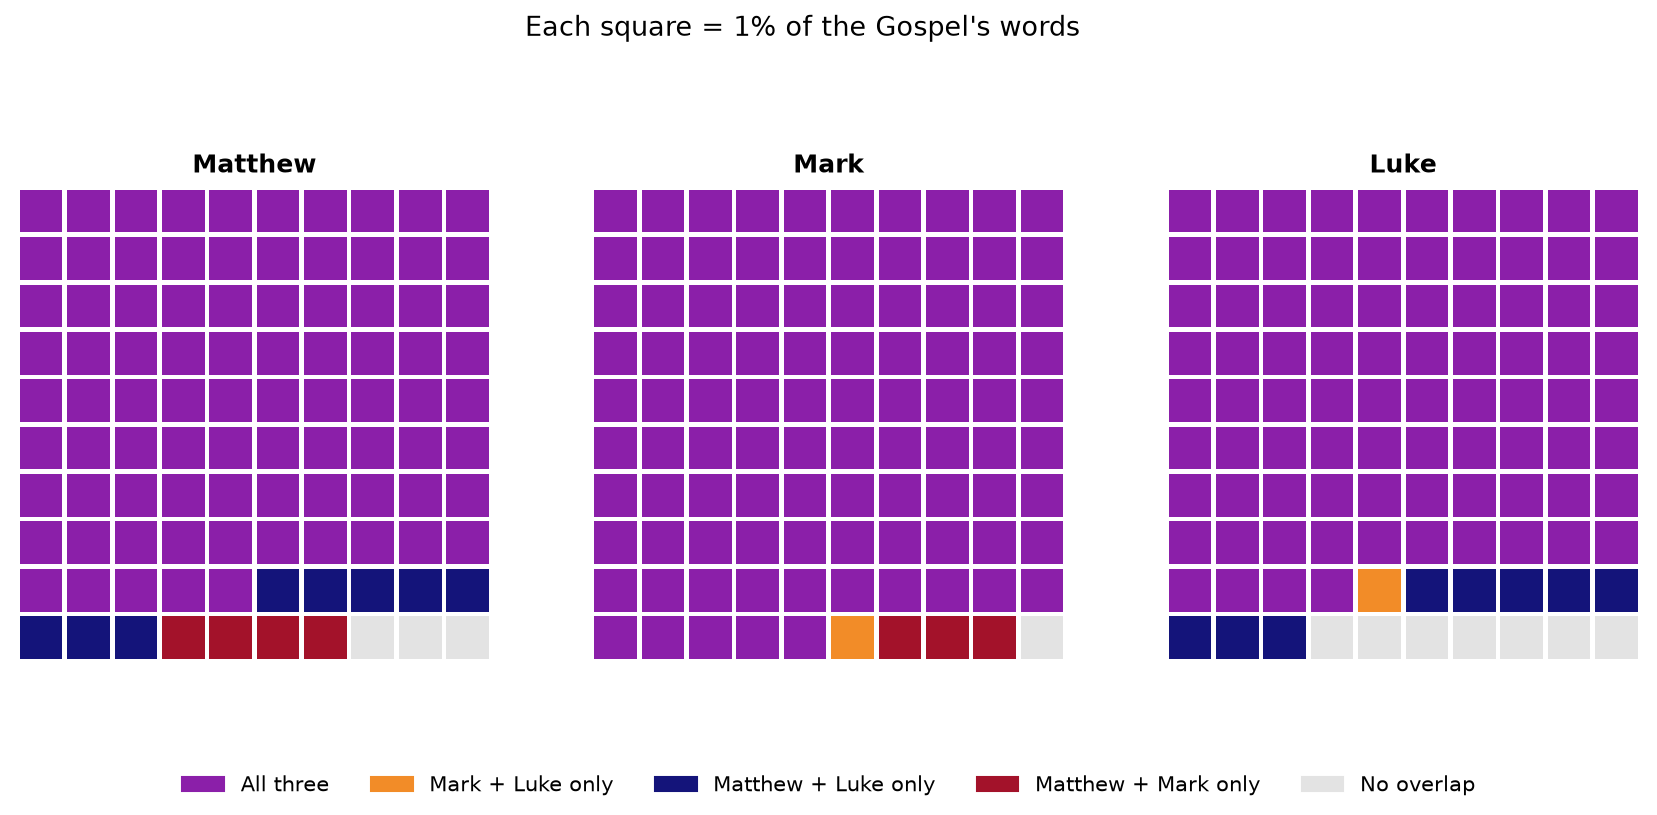 Each square = 1% of the Gospel's words
Matthew
Mark
Luke
All three
Mark + Luke only
Matthew + Luke only
Matthew + Mark only
No overlap